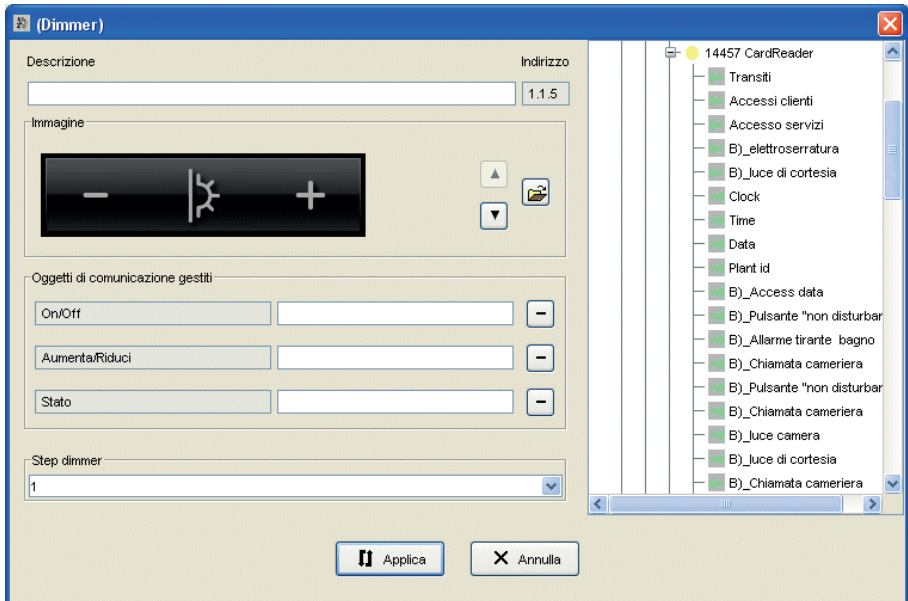 (Dimmer)
Descrizione
Indirizzo
1.1.5
Immagine
Oggetti di comunicazione gestiti
On/Off
Aumenta/Riduci
Stato
Step dimmer
1
Applica
Annulla
14457 CardReader
Transiti
Accessi clienti
Accesso servizi
B)_elettroserratura
B)_luce di cortesia
Clock
Time
Data
Plant id
B)_Access data
B)_Pulsante "non disturbar
B)_Allarme tirante bagno
B)_Chiamata cameriera
B)_Pulsante "non disturbar
B)_Chiamata cameriera
B)_luce camera
B)_luce di cortesia
B)_Chiamata cameriera